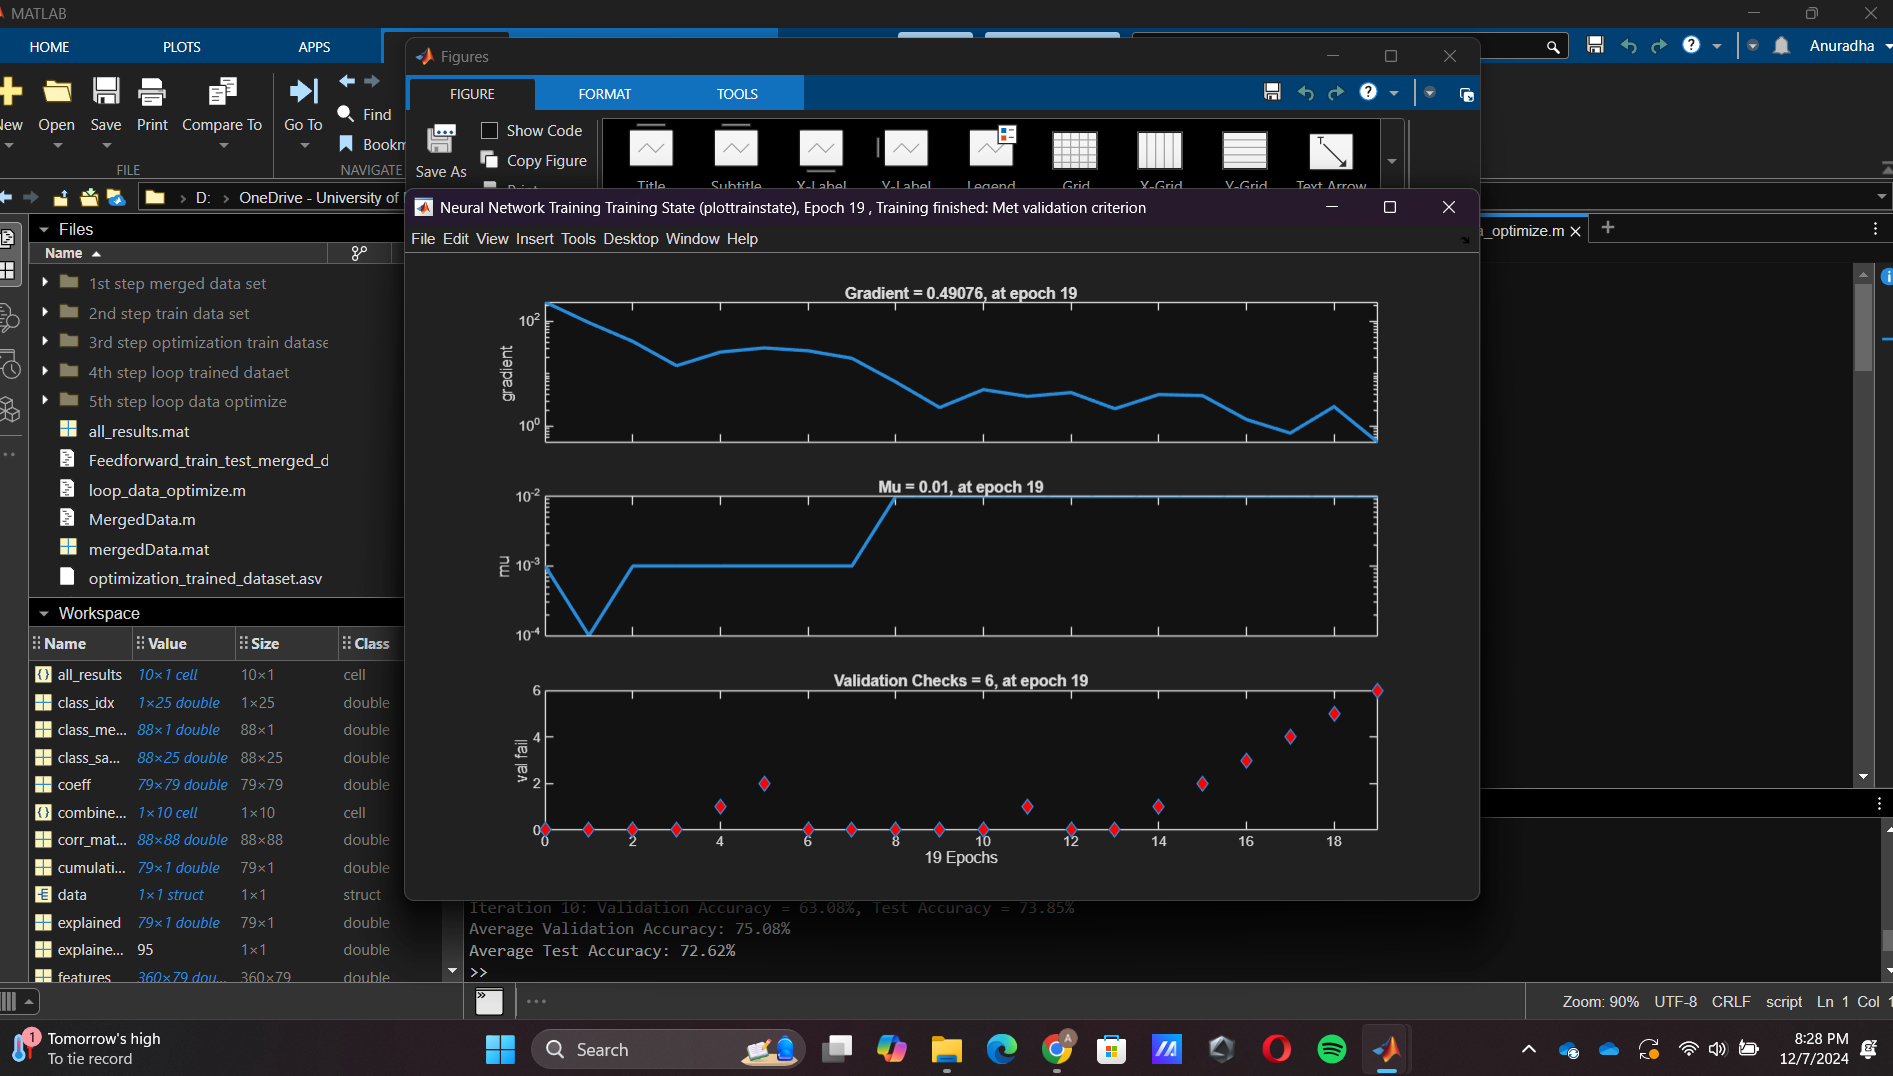 MATLAB
HOME PLOTS APPS
Anuradha
New Open Save Print Compare To Go To Find
FILE NAVIGATE
D: OneDrive - University of
Files
Name
1st step merged data set
2nd step train data set
3rd step optimization train datase
4th step loop trained dataet
5th step loop data optimize
all_results.mat
Feedforward_train_test_merged_d
loop_data_optimize.m
MergedData.m
mergedData.mat
optimization_trained_dataset.asv
Workspace
Name Value Size Class
all_results 10×1 cell 10×1 cell
class_idx 1×25 double 1×25 double
class_me... 88×1 double 88×1 double
class_sa... 88×25 double 88×25 double
coeff 79×79 double 79×79 double
combine... 1×10 cell 1×10 cell
corr_mat... 88×88 double 88×88 double
cumulati... 79×1 double 79×1 double
data 1×1 struct 1×1 struct
explained 79×1 double 79×1 double
explaine... 95 1×1 double
features 360×79 dou... 360×79 double
Figures
FIGURE FORMAT TOOLS
Save As
Show Code
Copy Figure
Title Subtitle X-Label Y-Label Legend Grid X-Grid Y-Grid Text Arrow
Neural Network Training Training State (plottrainstate), Epoch 19 , Training finished: Met validation criterion
File Edit View Insert Tools Desktop Window Help
_optimize.m
Gradient = 0.49076, at epoch 19
gradient
10²
10⁰
Mu = 0.01, at epoch 19
mu
10⁻²
10⁻³
10⁻⁴
Validation Checks = 6, at epoch 19
val fail
6
4
2
0
0 2 4 6 8 10 12 14 16 18
19 Epochs
Iteration 10: Validation Accuracy = 63.08%, Test Accuracy = 73.85%
Average Validation Accuracy: 75.08%
Average Test Accuracy: 72.62%
>>
Zoom: 90% UTF-8 CRLF script Ln 1 Col
1
Tomorrow's high
To tie record
Search
8:28 PM
12/7/2024